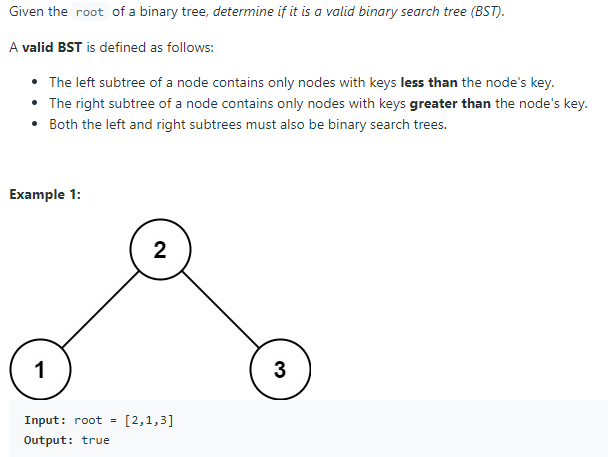 Given the root of a binary tree, determine if it is a valid binary search tree (BST).
A valid BST is defined as follows:
• The left subtree of a node contains only nodes with keys less than the node's key.
• The right subtree of a node contains only nodes with keys greater than the node's key.
• Both the left and right subtrees must also be binary search trees.
Example 1:
2
1 3
Input: root = [2,1,3]
Output: true